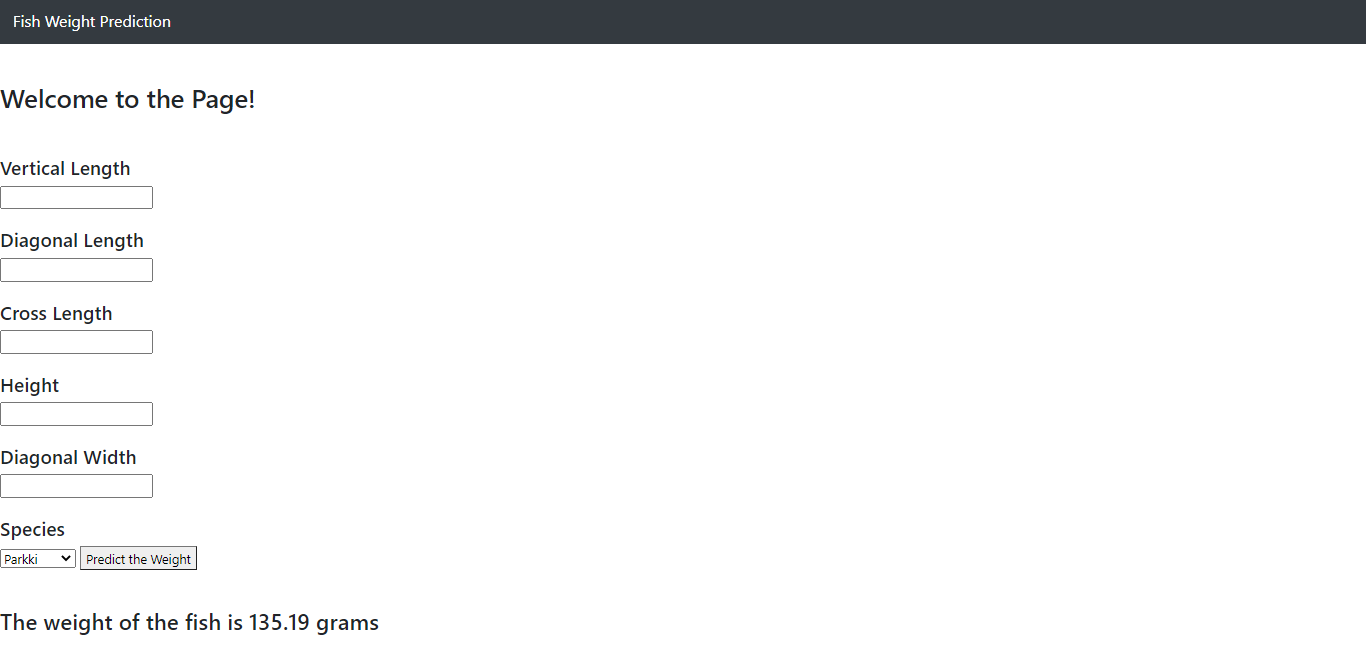 Fish Weight Prediction
Welcome to the Page!
Vertical Length
Diagonal Length
Cross Length
Height
Diagonal Width
Species
Parkki Predict the Weight
The weight of the fish is 135.19 grams